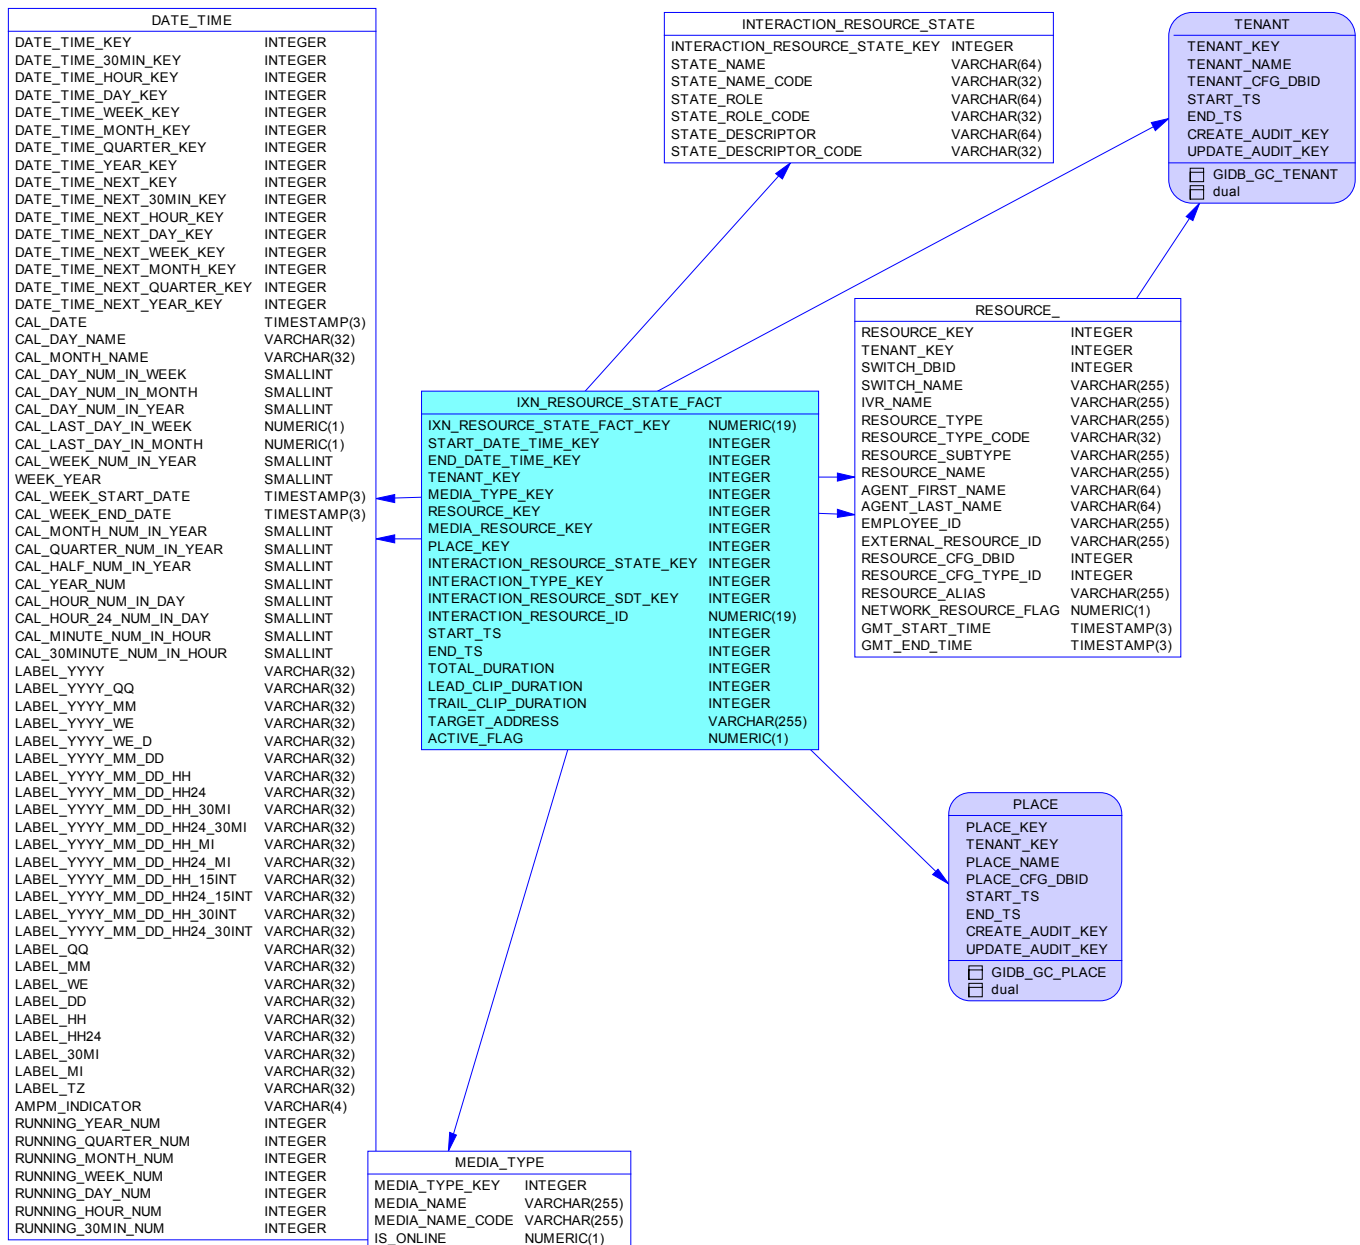 DATE_TIME
DATE_TIME_KEY INTEGER
DATE_TIME_30MIN_KEY INTEGER
DATE_TIME_HOUR_KEY INTEGER
DATE_TIME_DAY_KEY INTEGER
DATE_TIME_WEEK_KEY INTEGER
DATE_TIME_MONTH_KEY INTEGER
DATE_TIME_QUARTER_KEY INTEGER
DATE_TIME_YEAR_KEY INTEGER
DATE_TIME_NEXT_KEY INTEGER
DATE_TIME_NEXT_30MIN_KEY INTEGER
DATE_TIME_NEXT_HOUR_KEY INTEGER
DATE_TIME_NEXT_DAY_KEY INTEGER
DATE_TIME_NEXT_WEEK_KEY INTEGER
DATE_TIME_NEXT_MONTH_KEY INTEGER
DATE_TIME_NEXT_QUARTER_KEY INTEGER
DATE_TIME_NEXT_YEAR_KEY INTEGER
CAL_DATE TIMESTAMP(3)
CAL_DAY_NAME VARCHAR(32)
CAL_MONTH_NAME VARCHAR(32)
CAL_DAY_NUM_IN_WEEK SMALLINT
CAL_DAY_NUM_IN_MONTH SMALLINT
CAL_DAY_NUM_IN_YEAR SMALLINT
CAL_LAST_DAY_IN_WEEK NUMERIC(1)
CAL_LAST_DAY_IN_MONTH NUMERIC(1)
CAL_WEEK_NUM_IN_YEAR SMALLINT
WEEK_YEAR SMALLINT
CAL_WEEK_START_DATE TIMESTAMP(3)
CAL_WEEK_END_DATE TIMESTAMP(3)
CAL_MONTH_NUM_IN_YEAR SMALLINT
CAL_QUARTER_NUM_IN_YEAR SMALLINT
CAL_HALF_NUM_IN_YEAR SMALLINT
CAL_YEAR_NUM SMALLINT
CAL_HOUR_NUM_IN_DAY SMALLINT
CAL_HOUR_24_NUM_IN_DAY SMALLINT
CAL_MINUTE_NUM_IN_HOUR SMALLINT
CAL_30MINUTE_NUM_IN_HOUR SMALLINT
LABEL_YYYY VARCHAR(32)
LABEL_YYYY_QQ VARCHAR(32)
LABEL_YYYY_MM VARCHAR(32)
LABEL_YYYY_WE VARCHAR(32)
LABEL_YYYY_WE_D VARCHAR(32)
LABEL_YYYY_MM_DD VARCHAR(32)
LABEL_YYYY_MM_DD_HH VARCHAR(32)
LABEL_YYYY_MM_DD_HH24 VARCHAR(32)
LABEL_YYYY_MM_DD_HH_30MI VARCHAR(32)
LABEL_YYYY_MM_DD_HH24_30MI VARCHAR(32)
LABEL_YYYY_MM_DD_HH_MI VARCHAR(32)
LABEL_YYYY_MM_DD_HH24_MI VARCHAR(32)
LABEL_YYYY_MM_DD_HH_15INT VARCHAR(32)
LABEL_YYYY_MM_DD_HH24_15INT VARCHAR(32)
LABEL_YYYY_MM_DD_HH_30INT VARCHAR(32)
LABEL_YYYY_MM_DD_HH24_30INT VARCHAR(32)
LABEL_QQ VARCHAR(32)
LABEL_MM VARCHAR(32)
LABEL_WE VARCHAR(32)
LABEL_DD VARCHAR(32)
LABEL_HH VARCHAR(32)
LABEL_HH24 VARCHAR(32)
LABEL_30MI VARCHAR(32)
LABEL_MI VARCHAR(32)
LABEL_TZ VARCHAR(32)
AMPM_INDICATOR VARCHAR(4)
RUNNING_YEAR_NUM INTEGER
RUNNING_QUARTER_NUM INTEGER
RUNNING_MONTH_NUM INTEGER
RUNNING_WEEK_NUM INTEGER
RUNNING_DAY_NUM INTEGER
RUNNING_HOUR_NUM INTEGER
RUNNING_30MIN_NUM INTEGER
INTERACTION_RESOURCE_STATE
INTERACTION_RESOURCE_STATE_KEY INTEGER
STATE_NAME VARCHAR(64)
STATE_NAME_CODE VARCHAR(32)
STATE_ROLE VARCHAR(64)
STATE_ROLE_CODE VARCHAR(32)
STATE_DESCRIPTOR VARCHAR(64)
STATE_DESCRIPTOR_CODE VARCHAR(32)
TENANT
TENANT_KEY
TENANT_NAME
TENANT_CFG_DBID
START_TS
END_TS
CREATE_AUDIT_KEY
UPDATE_AUDIT_KEY
GIDB_GC_TENANT
dual
RESOURCE_
RESOURCE_KEY INTEGER
TENANT_KEY INTEGER
SWITCH_DBID INTEGER
SWITCH_NAME VARCHAR(255)
IVR_NAME VARCHAR(255)
RESOURCE_TYPE VARCHAR(255)
RESOURCE_TYPE_CODE VARCHAR(32)
RESOURCE_SUBTYPE VARCHAR(255)
RESOURCE_NAME VARCHAR(255)
AGENT_FIRST_NAME VARCHAR(64)
AGENT_LAST_NAME VARCHAR(64)
EMPLOYEE_ID VARCHAR(255)
EXTERNAL_RESOURCE_ID VARCHAR(255)
RESOURCE_CFG_DBID INTEGER
RESOURCE_CFG_TYPE_ID INTEGER
RESOURCE_ALIAS VARCHAR(255)
NETWORK_RESOURCE_FLAG NUMERIC(1)
GMT_START_TIME TIMESTAMP(3)
GMT_END_TIME TIMESTAMP(3)
IXN_RESOURCE_STATE_FACT
IXN_RESOURCE_STATE_FACT_KEY NUMERIC(19)
START_DATE_TIME_KEY INTEGER
END_DATE_TIME_KEY INTEGER
TENANT_KEY INTEGER
MEDIA_TYPE_KEY INTEGER
RESOURCE_KEY INTEGER
MEDIA_RESOURCE_KEY INTEGER
PLACE_KEY INTEGER
INTERACTION_RESOURCE_STATE_KEY INTEGER
INTERACTION_TYPE_KEY INTEGER
INTERACTION_RESOURCE_SDT_KEY INTEGER
INTERACTION_RESOURCE_ID NUMERIC(19)
START_TS INTEGER
END_TS INTEGER
TOTAL_DURATION INTEGER
LEAD_CLIP_DURATION INTEGER
TRAIL_CLIP_DURATION INTEGER
TARGET_ADDRESS VARCHAR(255)
ACTIVE_FLAG NUMERIC(1)
PLACE
PLACE_KEY
TENANT_KEY
PLACE_NAME
PLACE_CFG_DBID
START_TS
END_TS
CREATE_AUDIT_KEY
UPDATE_AUDIT_KEY
GIDB_GC_PLACE
dual
MEDIA_TYPE
MEDIA_TYPE_KEY INTEGER
MEDIA_NAME VARCHAR(255)
MEDIA_NAME_CODE VARCHAR(255)
IS_ONLINE NUMERIC(1)